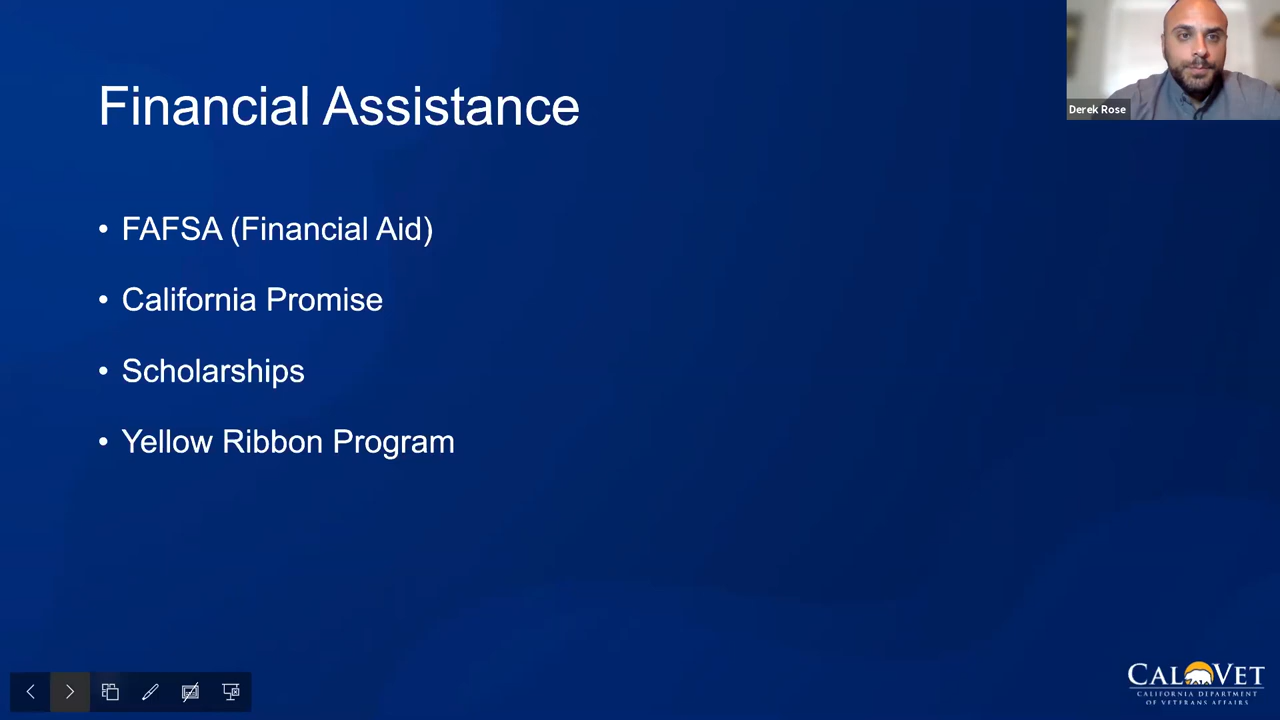 Financial Assistance
• FAFSA (Financial Aid)
• California Promise
• Scholarships
• Yellow Ribbon Program
Derek Rose
CALVET
CALIFORNIA DEPARTMENT
OF VETERANS AFFAIRS